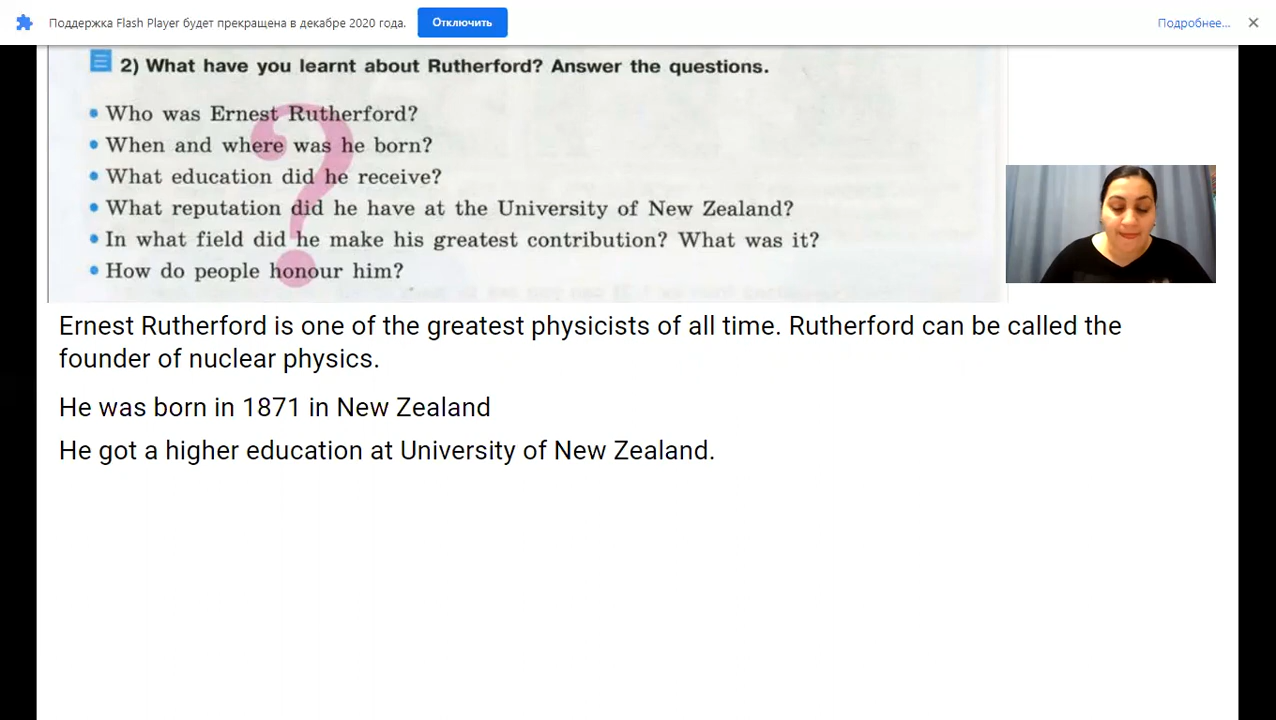 Поддержка Flash Player будет прекращена в декабре 2020 года. Отключить Подробнее...
2) What have you learnt about Rutherford? Answer the questions.
• Who was Ernest Rutherford?
• When and where was he born?
• What education did he receive?
• What reputation did he have at the University of New Zealand?
• In what field did he make his greatest contribution? What was it?
• How do people honour him?
?
Ernest Rutherford is one of the greatest physicists of all time. Rutherford can be called the
founder of nuclear physics.
He was born in 1871 in New Zealand
He got a higher education at University of New Zealand.